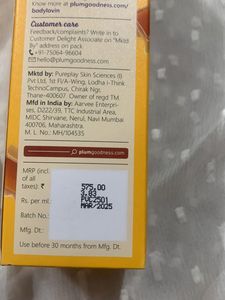 plumgoodness.com/
bodylovin
Customer care
Feedback/complaints? Write in to
Customer Delight Associate on "Mktd
By" address on pack
+91-75064-96604
hello@plumgoodness.com
Mktd by: Pureplay Skin Sciences (I)
Pvt Ltd, 1st Fl/A-Wing, Lodha i-Think
TechnoCampus, Chirak Ngr,
Thane-400607. Owner of regd TM.
Mfd in India by: Aarvee Enterpri-
ses, D222/39, TTC Industrial Area,
MIDC Shirvane, Nerul, Navi Mumbai
400706, Maharashtra.
M. L. No.: MH/104535
plumgoodness.com
MRP (incl.
of all
taxes): ₹ 575.00
Rs. per ml.: 3.83
Batch No.: PVC2501
Mfg. Dt.: MAR/2025
Use before 30 months from Mfg. Dt.